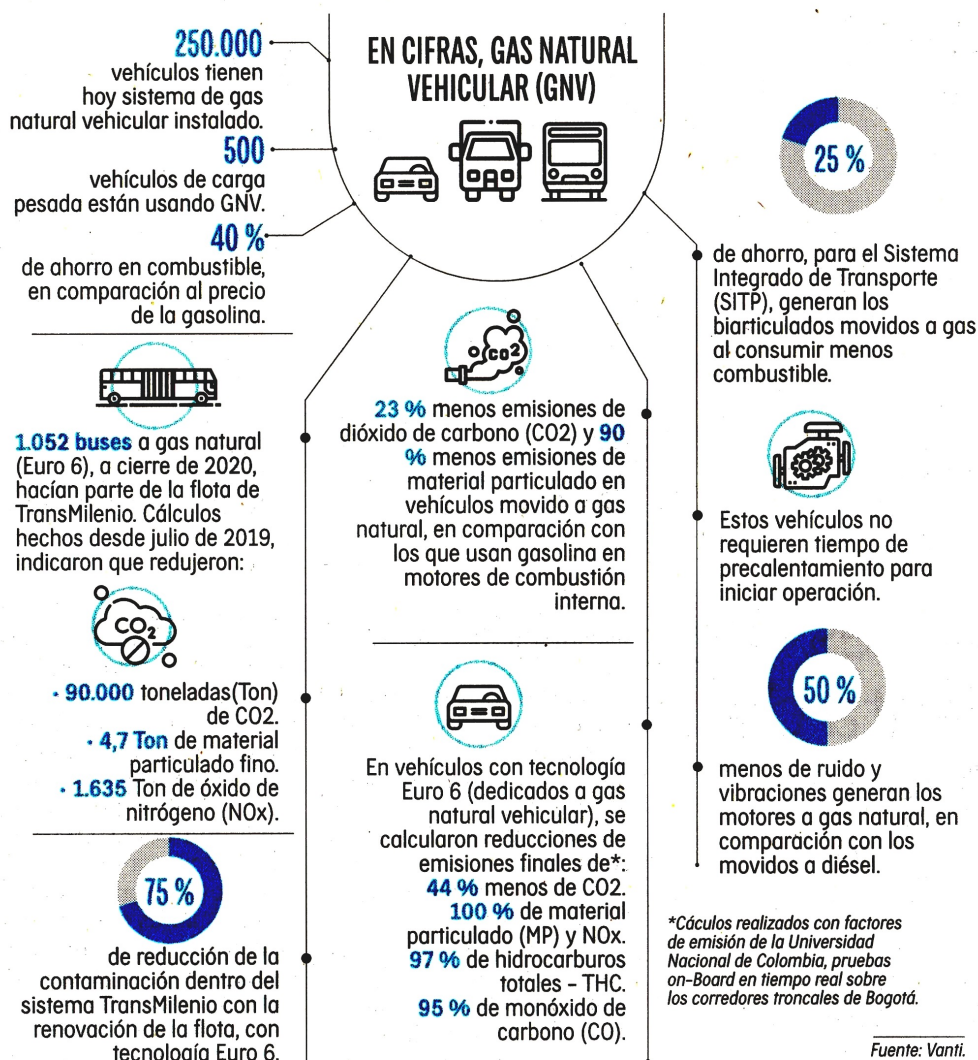 EN CIFRAS, GAS NATURAL
VEHICULAR (GNV)
250.000
vehículos tienen
hoy sistema de gas
natural vehicular instalado.
500
vehículos de carga
pesada están usando GNV.
40 %
de ahorro en combustible,
en comparación al precio
de la gasolina.
1.052 buses a gas natural
(Euro 6), a cierre de 2020,
hacían parte de la flota de
TransMilenio. Cálculos
hechos desde julio de 2019,
indicaron que redujeron:
CO2
· 90.000 toneladas(Ton)
de CO2.
· 4,7 Ton de material
particulado fino.
· 1.635 Ton de óxido de
nitrógeno (NOx).
75 %
de reducción de la
contaminación dentro del
sistema TransMilenio con la
renovación de la flota, con
tecnología Euro 6.
CO2
23 % menos emisiones de
dióxido de carbono (CO2) y 90
% menos emisiones de
material particulado en
vehículos movido a gas
natural, en comparación con
los que usan gasolina en
motores de combustión
interna.
En vehículos con tecnología
Euro 6 (dedicados a gas
natural vehicular), se
calcularon reducciones de
emisiones finales de*:
44 % menos de CO2.
100 % de material
particulado (MP) y NOx.
97 % de hidrocarburos
totales - THC.
95 % de monóxido de
carbono (CO).
25 %
de ahorro, para el Sistema
Integrado de Transporte
(SITP), generan los
biarticulados movidos a gas
al consumir menos
combustible.
Estos vehículos no
requieren tiempo de
precalentamiento para
iniciar operación.
50 %
menos de ruido y
vibraciones generan los
motores a gas natural, en
comparación con los
movidos a diésel.
*Cáculos realizados con factores
de emisión de la Universidad
Nacional de Colombia, pruebas
on-Board en tiempo real sobre
los corredores troncales de Bogotá.
Fuente: Vanti.